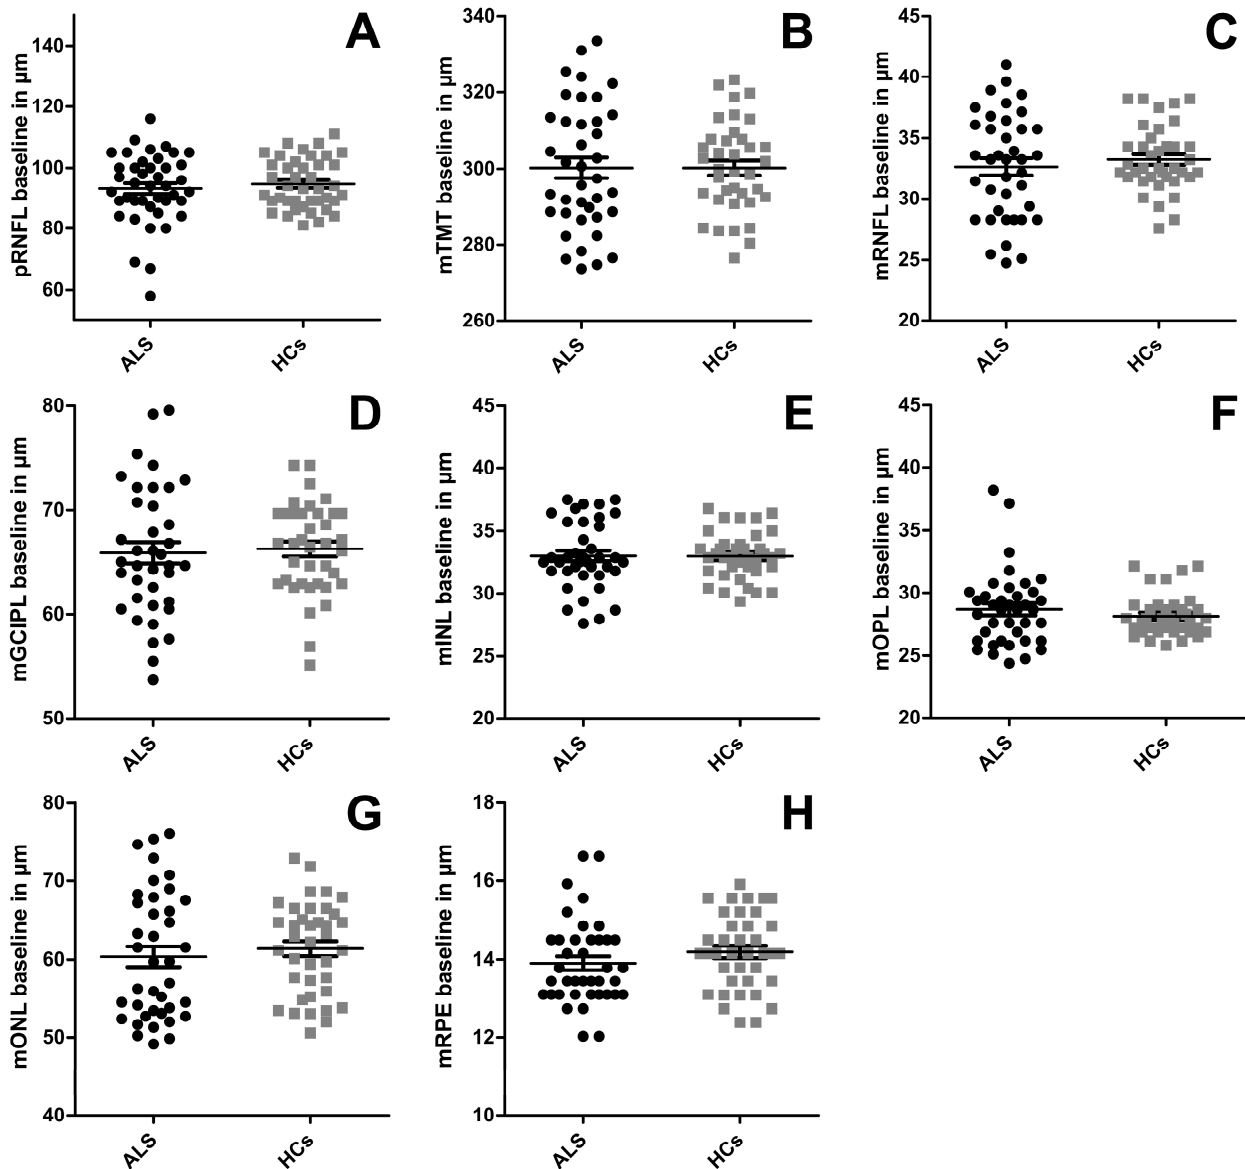 A
pRNFL baseline in µm
140
120
100
80
60
ALS
HCs
B
mTMT baseline in µm
340
320
300
280
260
ALS
HCs
C
mRNFL baseline in µm
45
40
35
30
25
20
ALS
HCs
D
mGCIPL baseline in µm
80
70
60
50
ALS
HCs
E
mINL baseline in µm
45
40
35
30
25
20
ALS
HCs
F
mOPL baseline in µm
45
40
35
30
25
20
ALS
HCs
G
mONL baseline in µm
80
70
60
50
40
ALS
HCs
H
mRPE baseline in µm
18
16
14
12
10
ALS
HCs